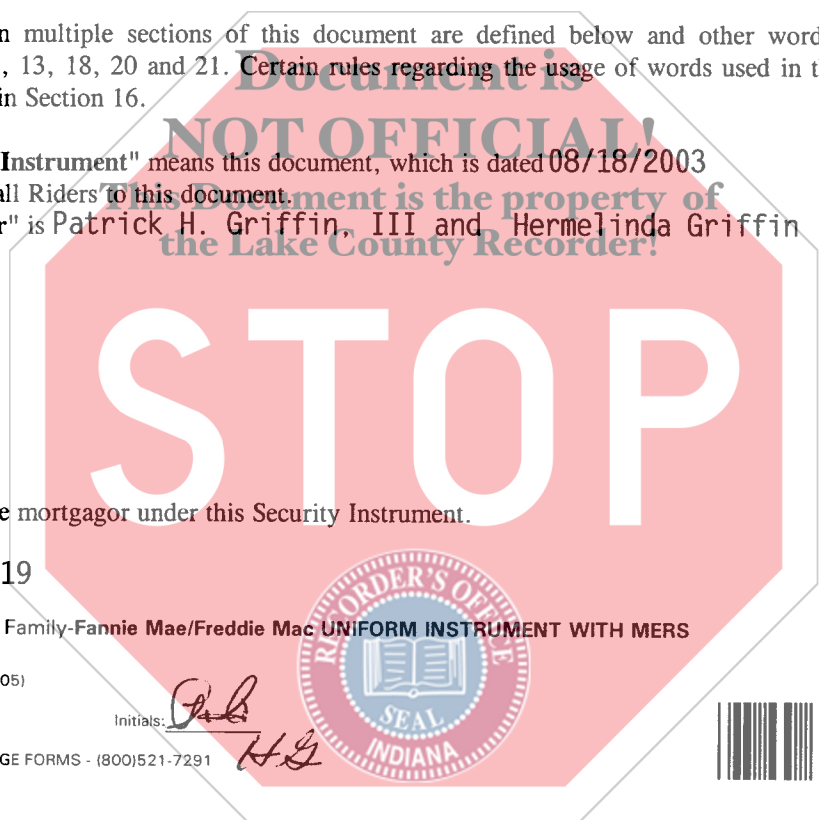 n multiple sections of this document are defined below and other word
, 13, 18, 20 and 21. Certain rules regarding the usage of words used in t
in Section 16.
Document is
NOT OFFICIAL!
This Document is the property of
the Lake County Recorder!
Instrument" means this document, which is dated 08/18/2003
all Riders to this document.
r" is Patrick H. Griffin, III and Hermelinda Griffin
STOP
e mortgagor under this Security Instrument.
19
Family-Fannie Mae/Freddie Mac UNIFORM INSTRUMENT WITH MERS
05)
Initials:
HG
GE FORMS - (800)521-7291
RECORDER'S OFFICE
SEAL
INDIANA